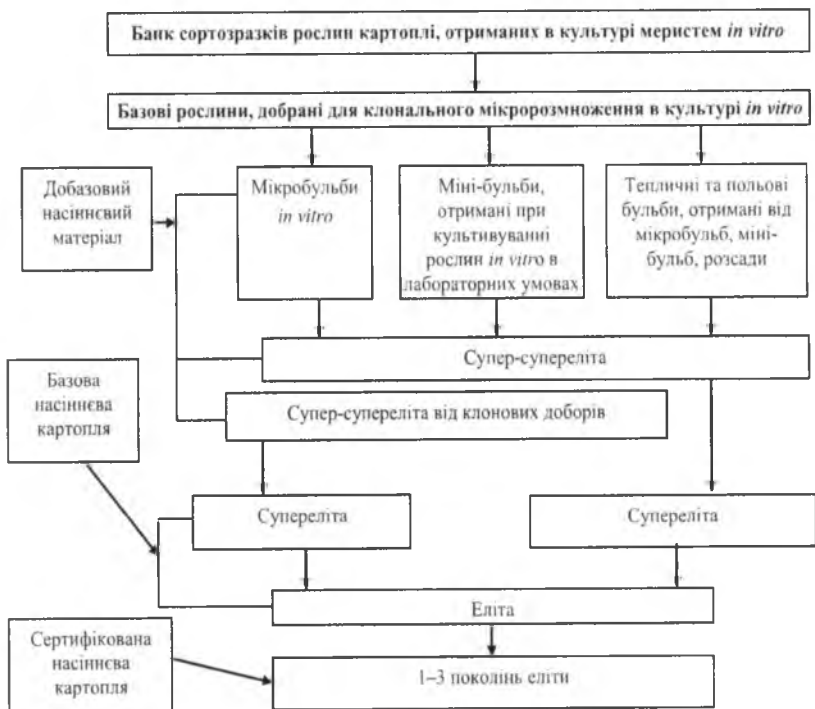 Банк сортозразків рослин картоплі, отриманих в культурі меристем in vitro
Базові рослини, добрані для клонального мікророзмноження в культурі in vitro
Добазовий
насіннєвий
матеріал
Мікробульби
in vitro
Міні-бульби,
отримані при
культивуванні
рослин in vitro в
лабораторних умовах
Тепличні та польові
бульби, отримані від
мікробульб, міні-
бульб, розсади
Супер-супереліта
Базова
насіннєва
картопля
Супер-супереліта від клонових доборів
Супереліта
Супереліта
Еліта
Сертифікована
насіннєва
картопля
1–3 поколінь еліти